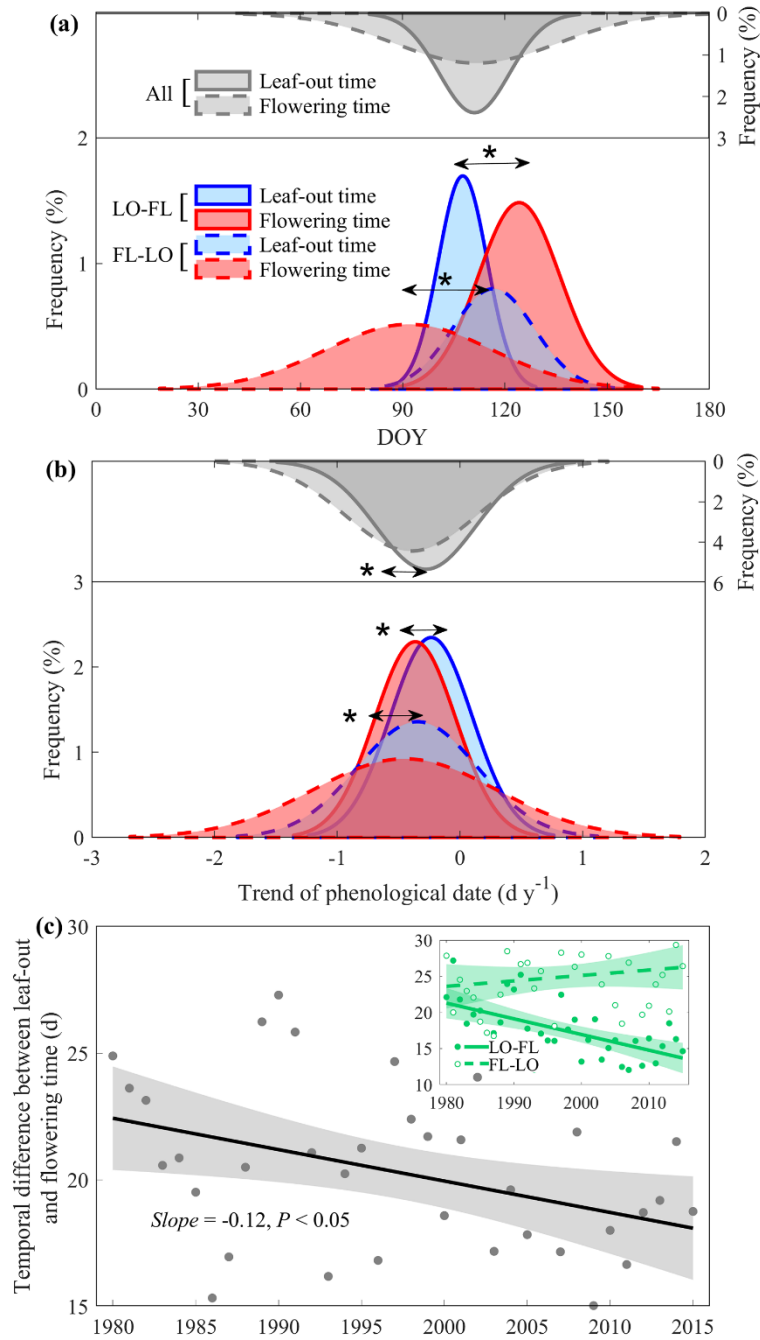 (a)
0
1
2
3
Frequency (%)
All
Leaf-out time
Flowering time
2
1
0
Frequency (%)
LO-FL
Leaf-out time
Flowering time
FL-LO
Leaf-out time
Flowering time
*
*
0 30 60 90 120 150 180
DOY
(b)
0
2
4
6
Frequency (%)
*
3
2
1
0
Frequency (%)
*
*
-3 -2 -1 0 1 2
Trend of phenological date (d y⁻¹)
(c)
30
25
20
15
Temporal difference between leaf-out
and flowering time (d)
30
25
20
15
10
LO-FL
FL-LO
1980 1990 2000 2010
Slope = -0.12, P < 0.05
1980 1985 1990 1995 2000 2005 2010 2015